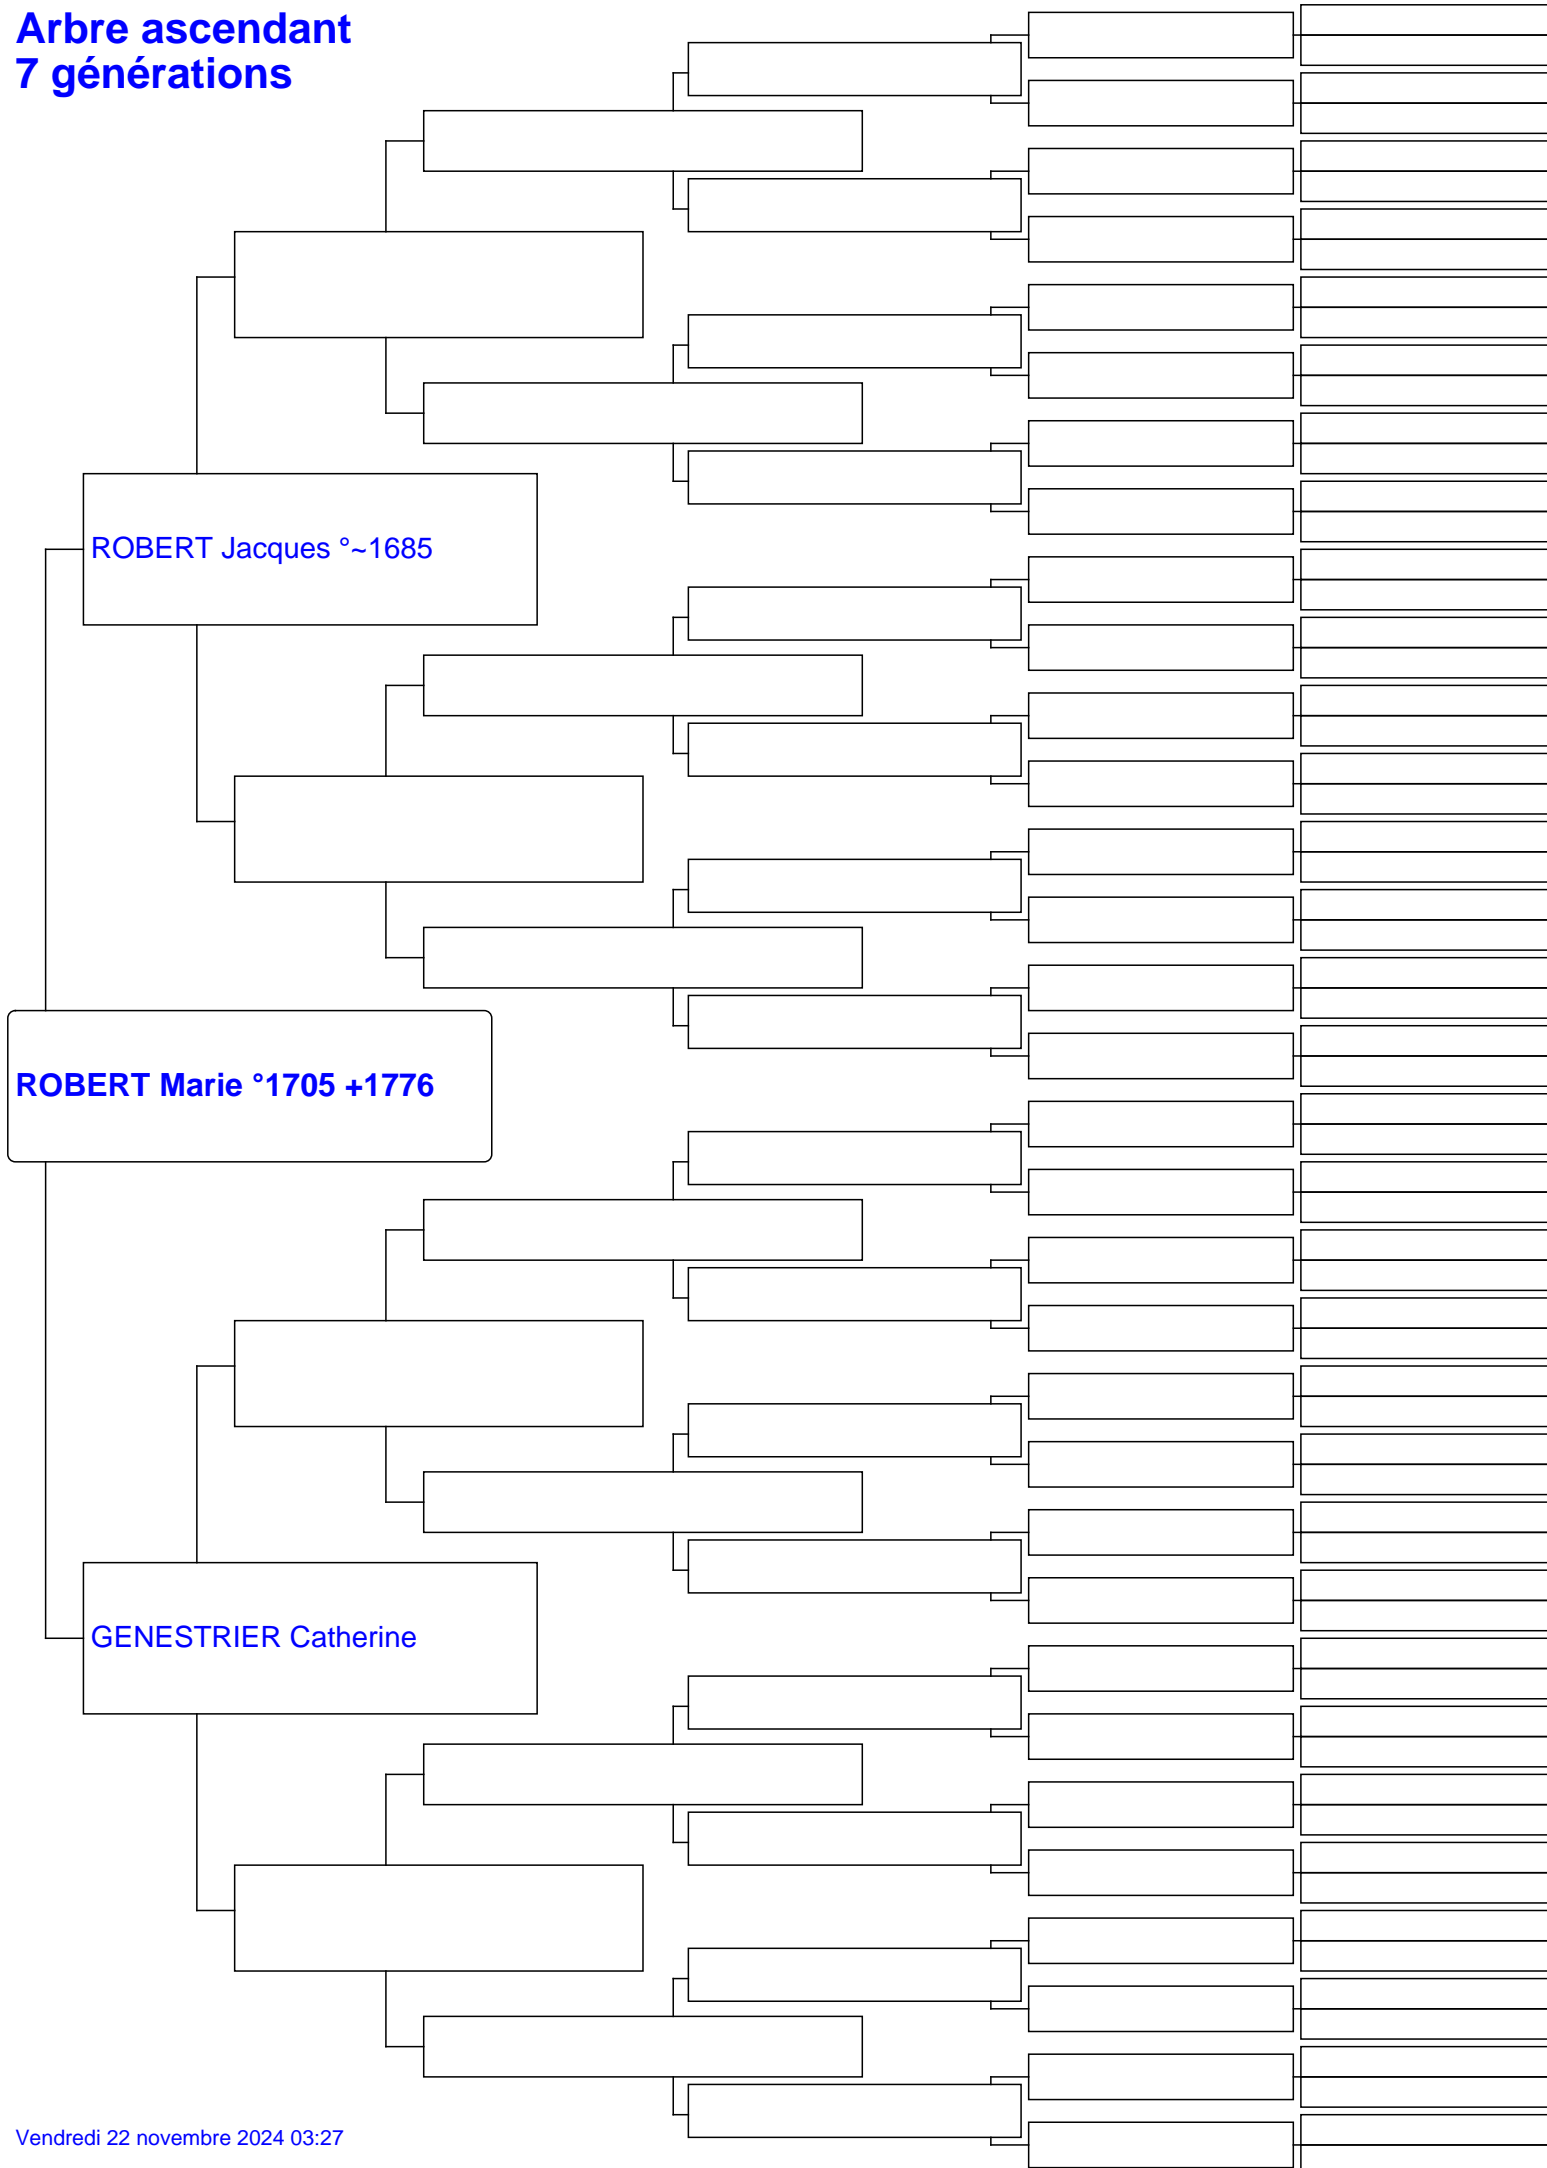 Arbre ascendant
7 générations
ROBERT Jacques °~1685
ROBERT Marie °1705 +1776
GENESTRIER Catherine
Vendredi 22 novembre 2024 03:27